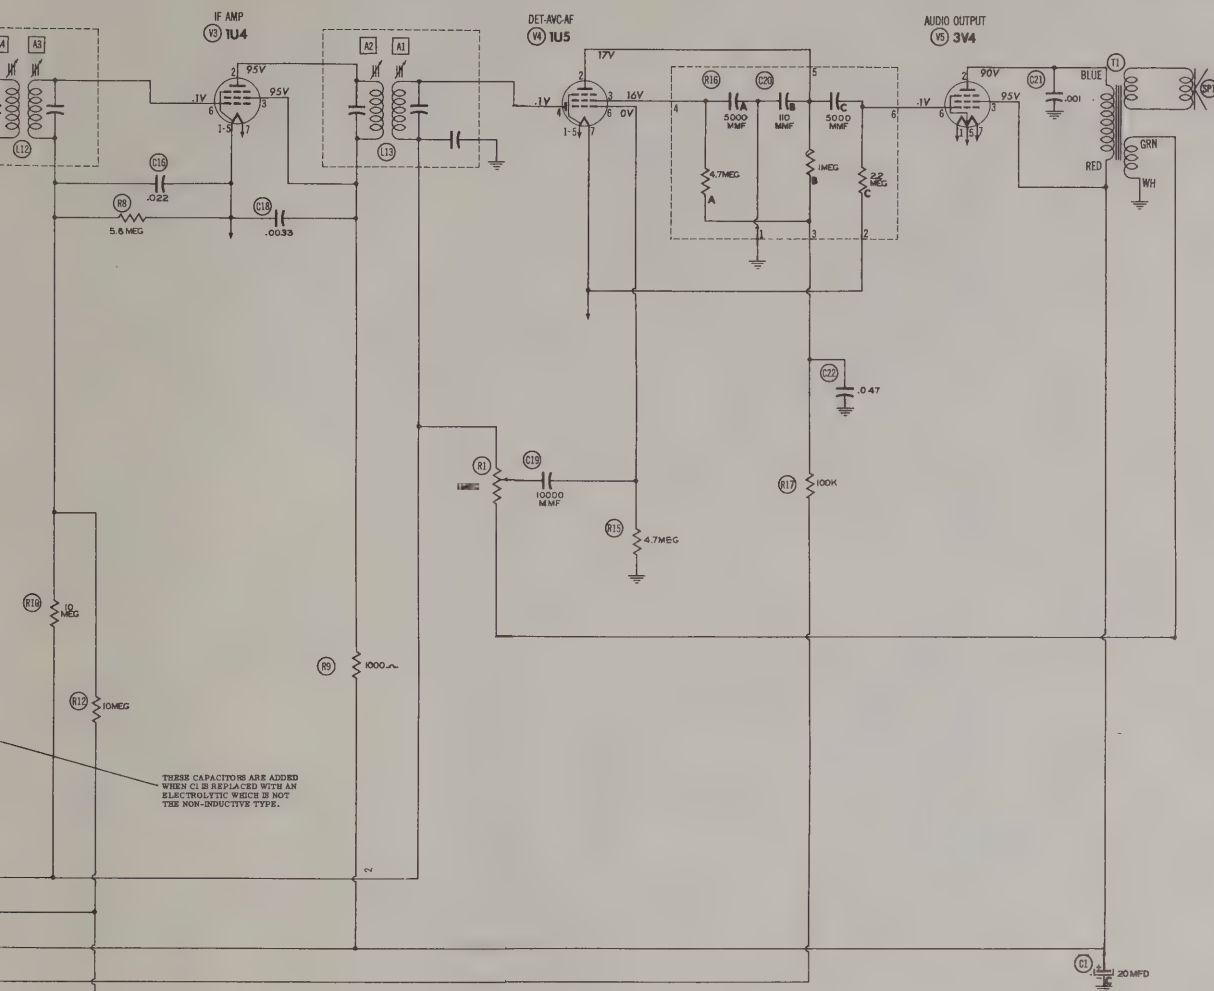 IF AMP
V3 1U4
DET-AVC-AF
V4 1U5
AUDIO OUTPUT
V5 3V4
A3
A2 A1
2 95V
.1V 3 95V
6
1-5 7
L12
L13
C16
.022
R8
5.6 MEG
C18
.0033
17V
2
.1V 3 16V
4 6 0V
1-5 7
R16 C20 5
4 A B C 6
5000 MMF
110 MMF
5000 MMF
4.7MEG
A
1MEG
B
2.2 MEG
C
1 3 2
2 90V
.1V 3 95V
6
1 5 7
C21
.001
T1
BLUE
RED
GRN
WH
SP1
C22
.047
R1
C19
10000
MMF
R15
4.7MEG
R17 100K
R10
10
MEG
R12 10MEG
R9 1000
THESE CAPACITORS ARE ADDED
WHEN C1 IS REPLACED WITH AN
ELECTROLYTIC WHICH IS NOT
THE NON-INDUCTIVE TYPE.
2
C1
+
20 MFD